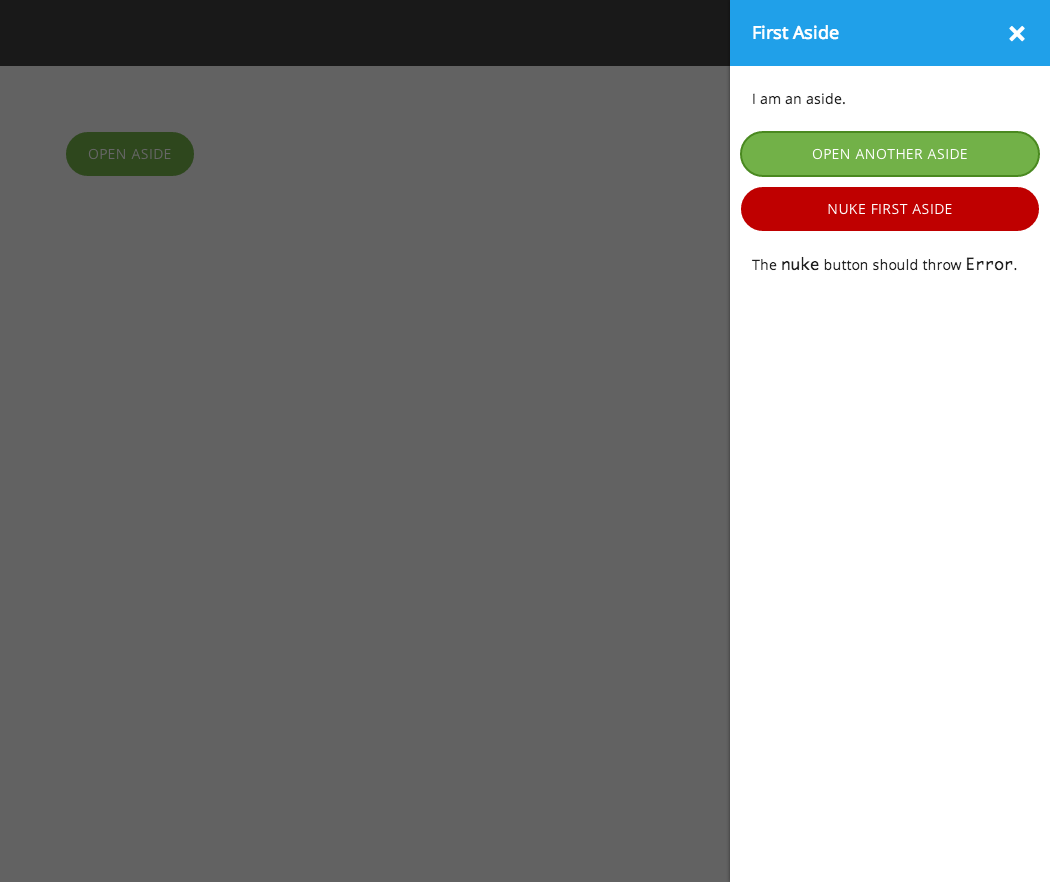 First Aside
I am an aside.
OPEN ASIDE
OPEN ANOTHER ASIDE
NUKE FIRST ASIDE
The nuke button should throw Error.